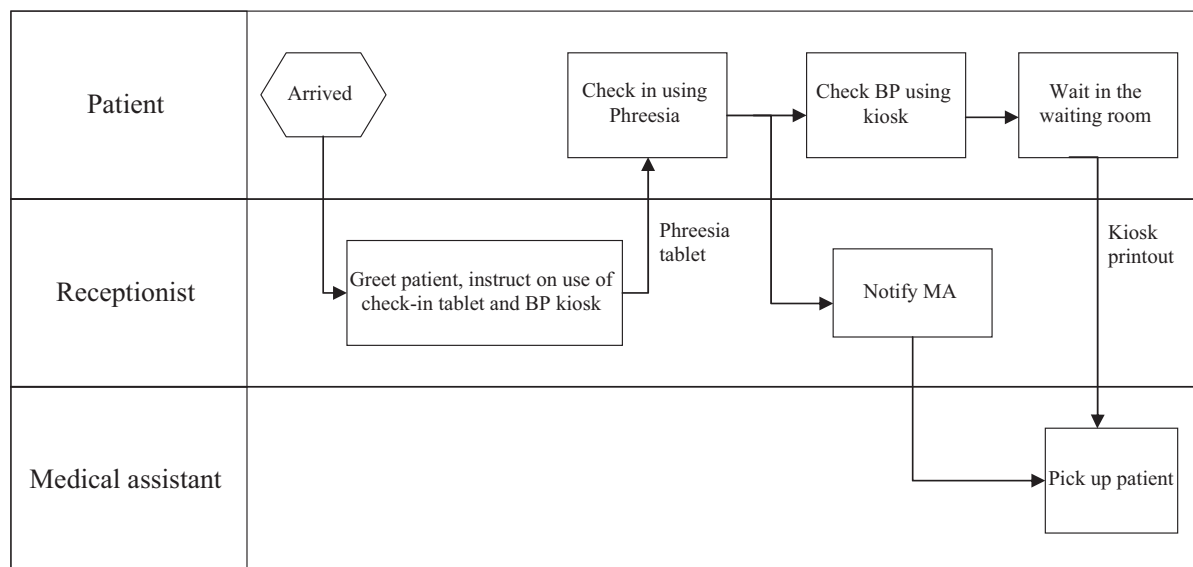 Patient
Arrived
Check in using
Phreesia
Check BP using
kiosk
Wait in the
waiting room
Receptionist
Greet patient, instruct on use of
check-in tablet and BP kiosk
Phreesia
tablet
Notify MA
Kiosk
printout
Medical assistant
Pick up patient